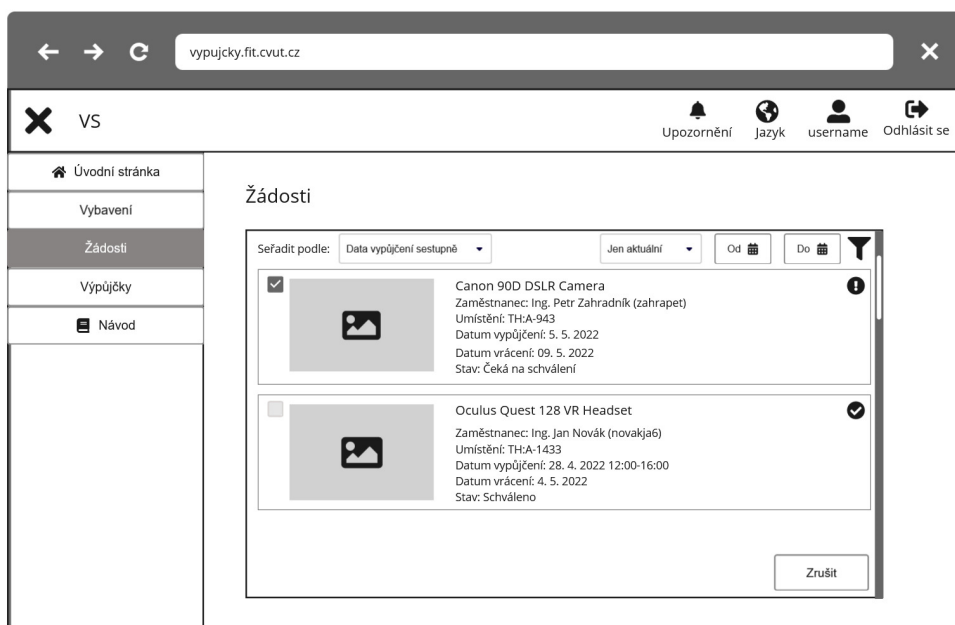 vypujcky.fit.cvut.cz
VS
Upozornění
Jazyk
username
Odhlásit se
Úvodní stránka
Vybavení
Žádosti
Výpůjčky
Návod
Žádosti
Seřadit podle:
Data vypůjčení sestupně
Jen aktuální
Od
Do
Canon 90D DSLR Camera
Zaměstnanec: Ing. Petr Zahradník (zahrapet)
Umístění: TH:A-943
Datum vypůjčení: 5. 5. 2022
Datum vrácení: 09. 5. 2022
Stav: Čeká na schválení
Oculus Quest 128 VR Headset
Zaměstnanec: Ing. Jan Novák (novakja6)
Umístění: TH:A-1433
Datum vypůjčení: 28. 4. 2022 12:00-16:00
Datum vrácení: 4. 5. 2022
Stav: Schváleno
Zrušit